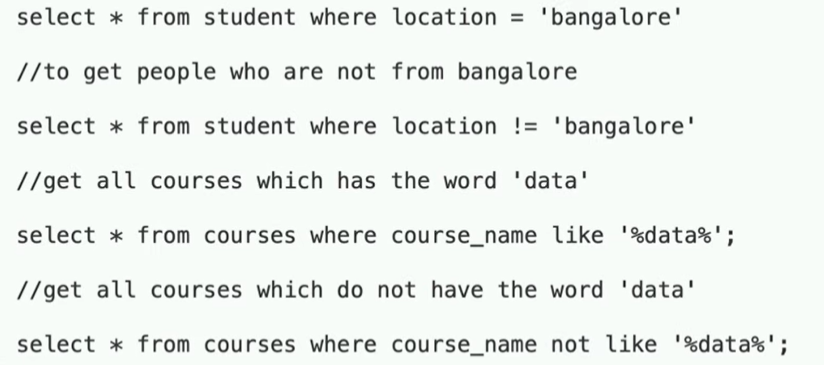 select * from student where location = 'bangalore'
//to get people who are not from bangalore
select * from student where location != 'bangalore'
//get all courses which has the word 'data'
select * from courses where course_name like '%data%';
//get all courses which do not have the word 'data'
select * from courses where course_name not like '%data%';